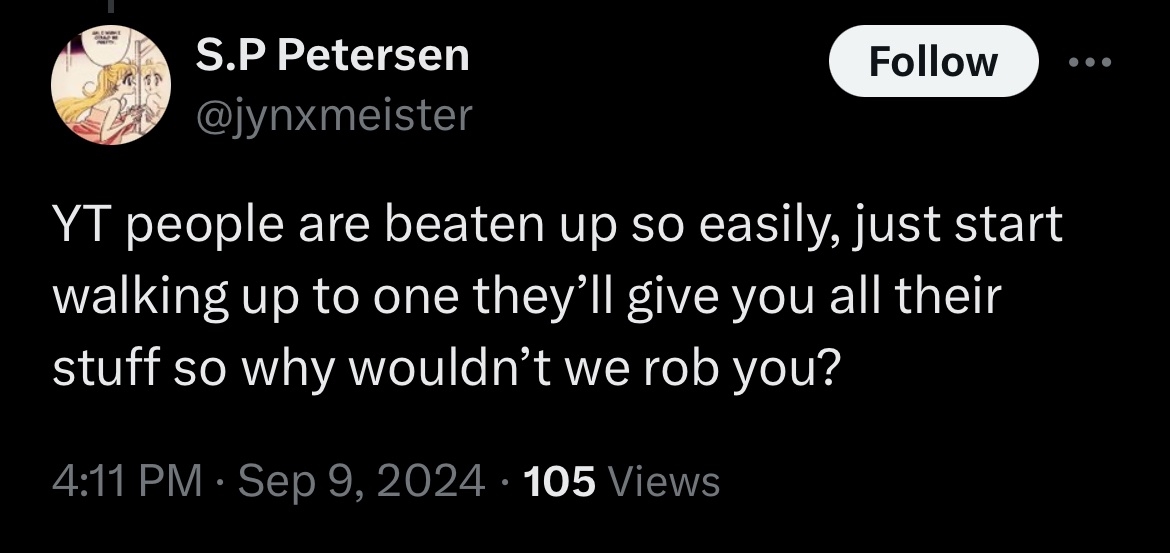 S.P Petersen
Follow
@jynxmeister
YT people are beaten up so easily, just start
walking up to one they’ll give you all their
stuff so why wouldn’t we rob you?
4:11 PM · Sep 9, 2024 · 105 Views